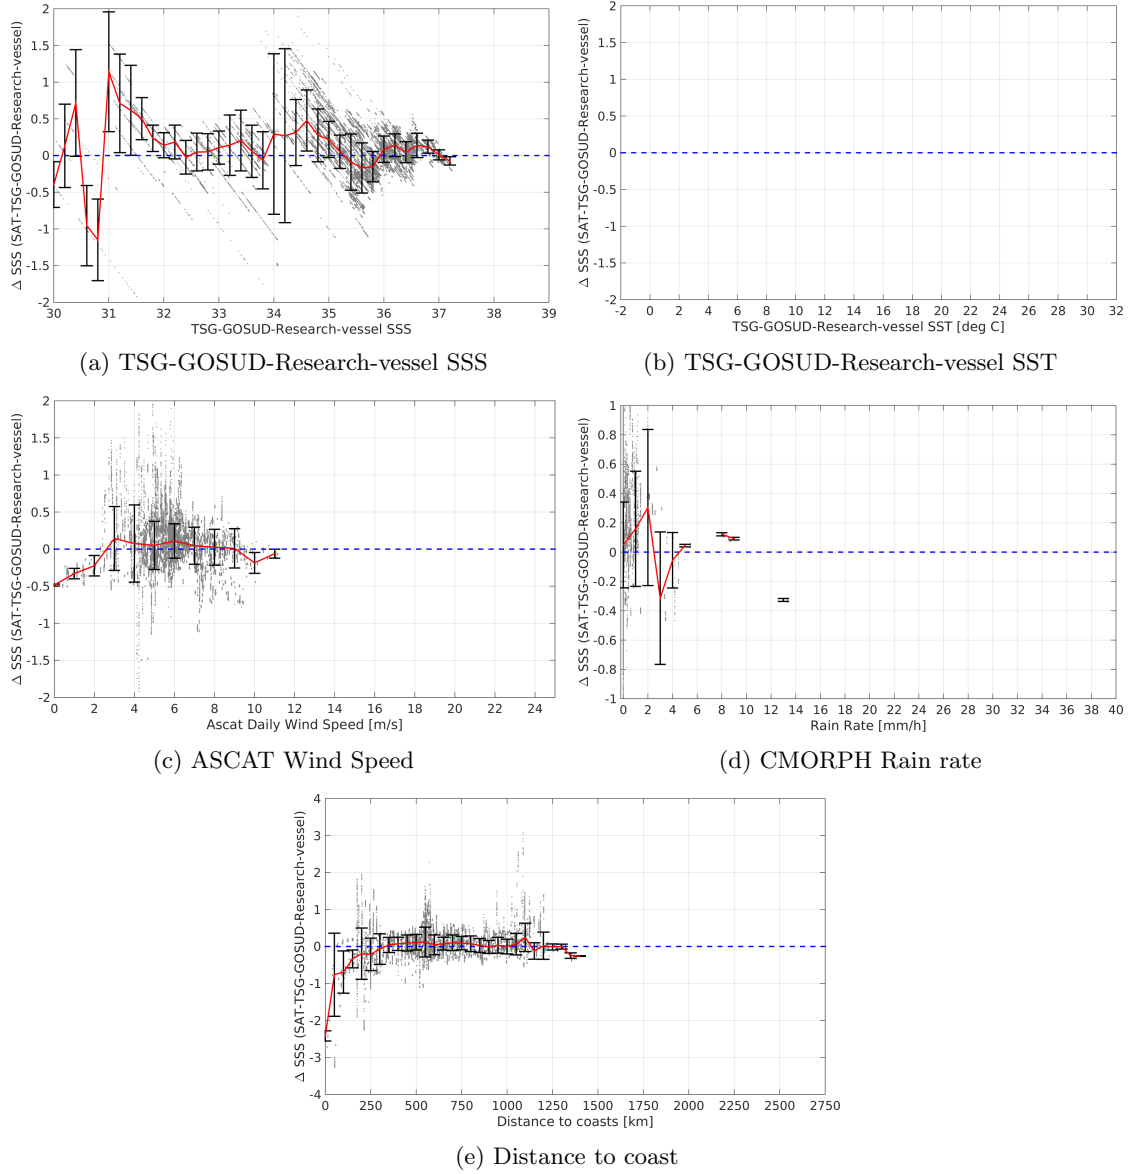 Δ SSS (SAT-TSG-GOSUD-Research-vessel)
2
1.5
1
0.5
0
-0.5
-1
-1.5
-2
30 31 32 33 34 35 36 37 38 39
TSG-GOSUD-Research-vessel SSS
(a) TSG-GOSUD-Research-vessel SSS
Δ SSS (SAT-TSG-GOSUD-Research-vessel)
2
1.5
1
0.5
0
-0.5
-1
-1.5
-2
-2 0 2 4 6 8 10 12 14 16 18 20 22 24 26 28 30 32
TSG-GOSUD-Research-vessel SST [deg C]
(b) TSG-GOSUD-Research-vessel SST
Δ SSS (SAT-TSG-GOSUD-Research-vessel)
2
1.5
1
0.5
0
-0.5
-1
-1.5
-2
0 2 4 6 8 10 12 14 16 18 20 22 24
Ascat Daily Wind Speed [m/s]
(c) ASCAT Wind Speed
Δ SSS (SAT-TSG-GOSUD-Research-vessel)
1
0.8
0.6
0.4
0.2
0
-0.2
-0.4
-0.6
-0.8
-1
0 2 4 6 8 10 12 14 16 18 20 22 24 26 28 30 32 34 36 38 40
Rain Rate [mm/h]
(d) CMORPH Rain rate
Δ SSS (SAT-TSG-GOSUD-Research-vessel)
4
3
2
1
0
-1
-2
-3
-4
0 250 500 750 1000 1250 1500 1750 2000 2250 2500 2750
Distance to coasts [km]
(e) Distance to coast